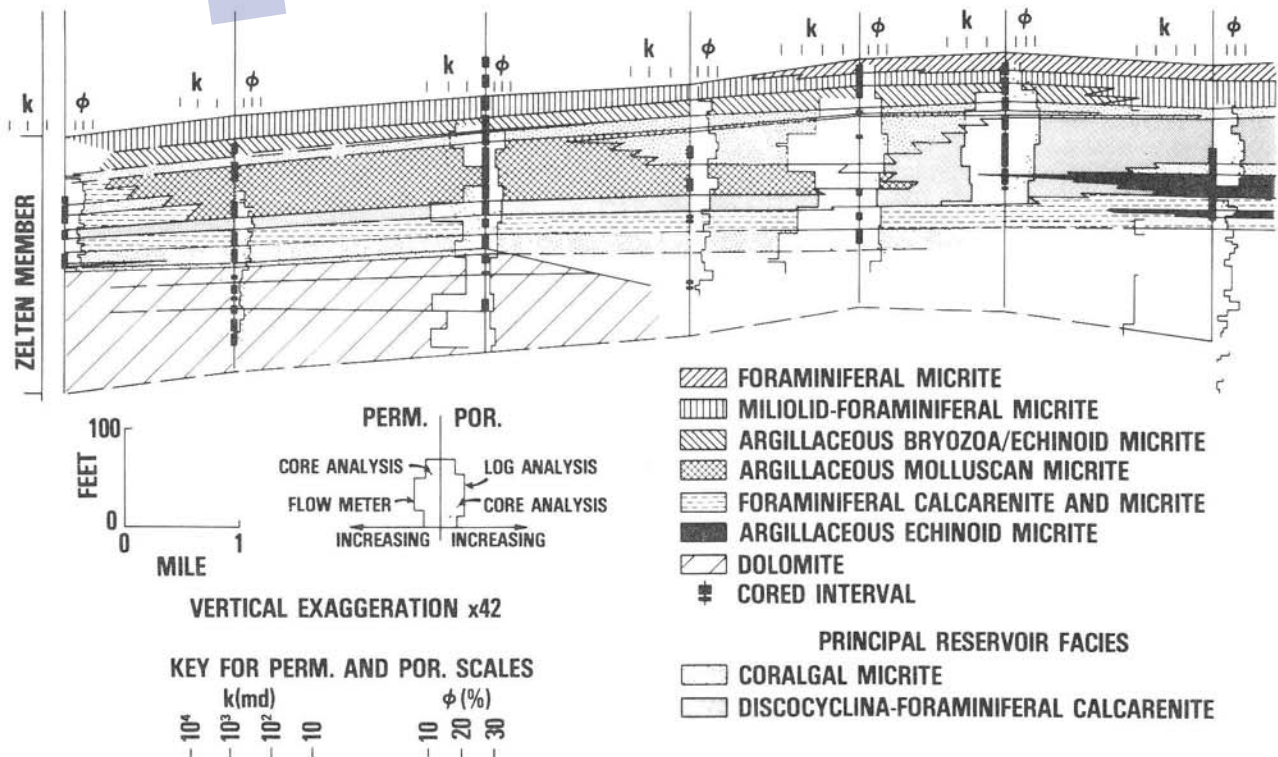 k φ
k φ
k φ
k φ
k φ
k φ
k φ
ZELTEN MEMBER
100
FEET
0
0 1
MILE
VERTICAL EXAGGERATION x42
PERM. POR.
CORE ANALYSIS LOG ANALYSIS
FLOW METER CORE ANALYSIS
INCREASING INCREASING
KEY FOR PERM. AND POR. SCALES
k(md) φ(%)
10⁴ 10³ 10² 10 10 20 30
FORAMINIFERAL MICRITE
MILIOLID-FORAMINIFERAL MICRITE
ARGILLACEOUS BRYOZOA/ECHINOID MICRITE
ARGILLACEOUS MOLLUSCAN MICRITE
FORAMINIFERAL CALCARENITE AND MICRITE
ARGILLACEOUS ECHINOID MICRITE
DOLOMITE
CORED INTERVAL
PRINCIPAL RESERVOIR FACIES
CORALGAL MICRITE
DISCOCYCLINA-FORAMINIFERAL CALCARENITE